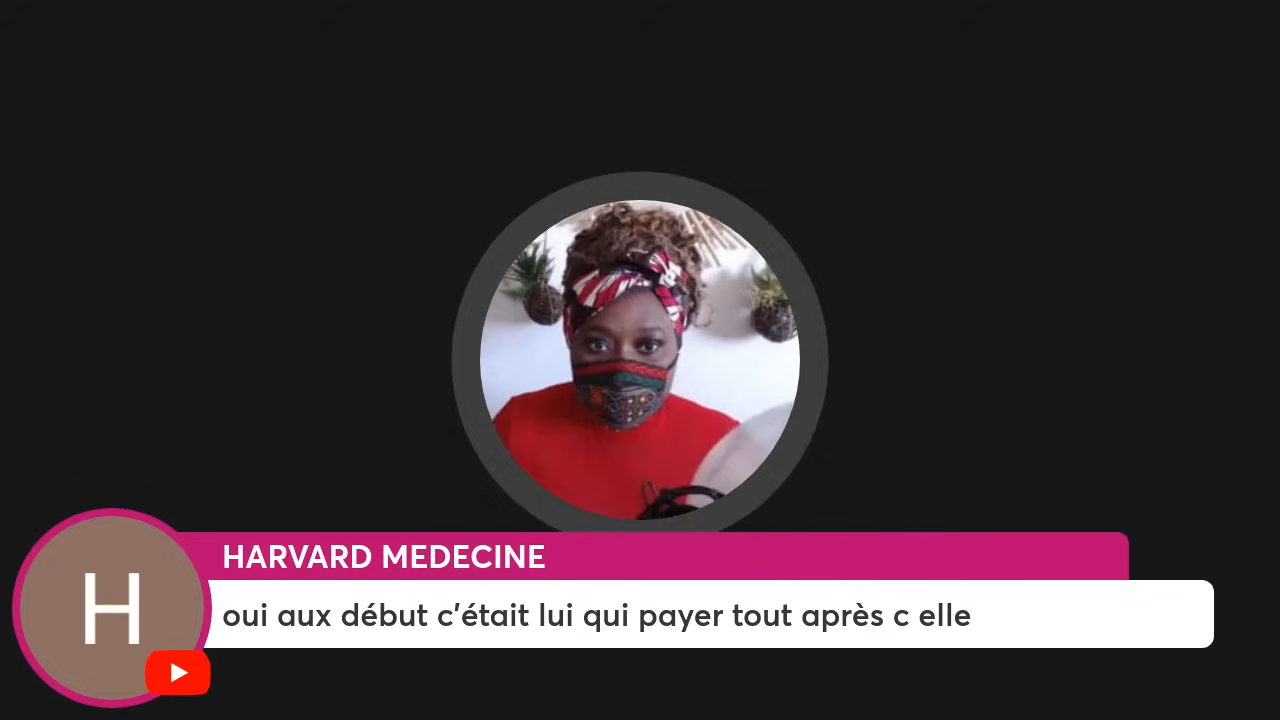 HARVARD MEDECINE
H
oui aux début c'était lui qui payer tout après c elle